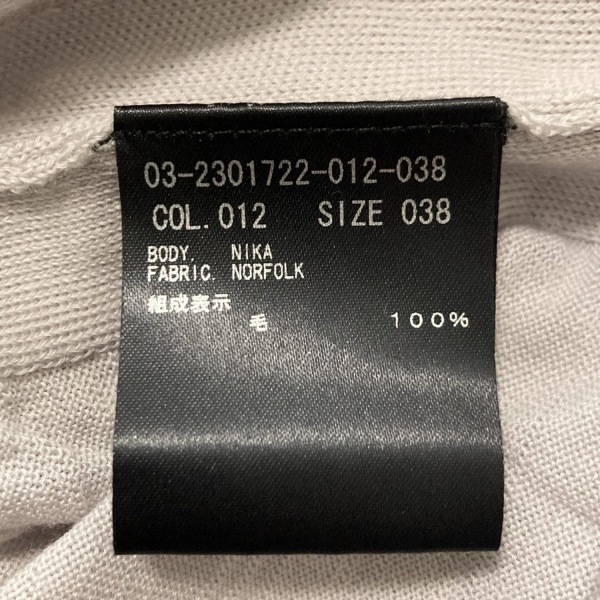 03-2301722-012-038
COL. 012 SIZE 038
BODY. NIKA
FABRIC. NORFOLK
組成表示
毛 100%